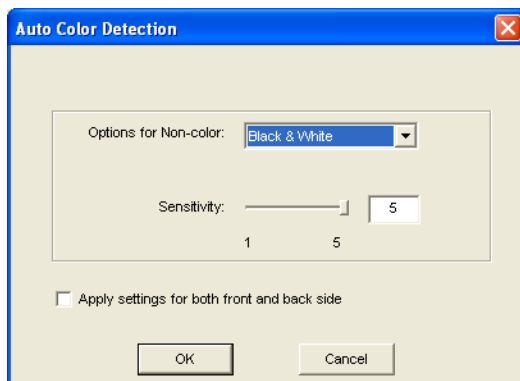 Auto Color Detection
Options for Non-color: Black & White
Sensitivity: 5
1 5
Apply settings for both front and back side
OK Cancel